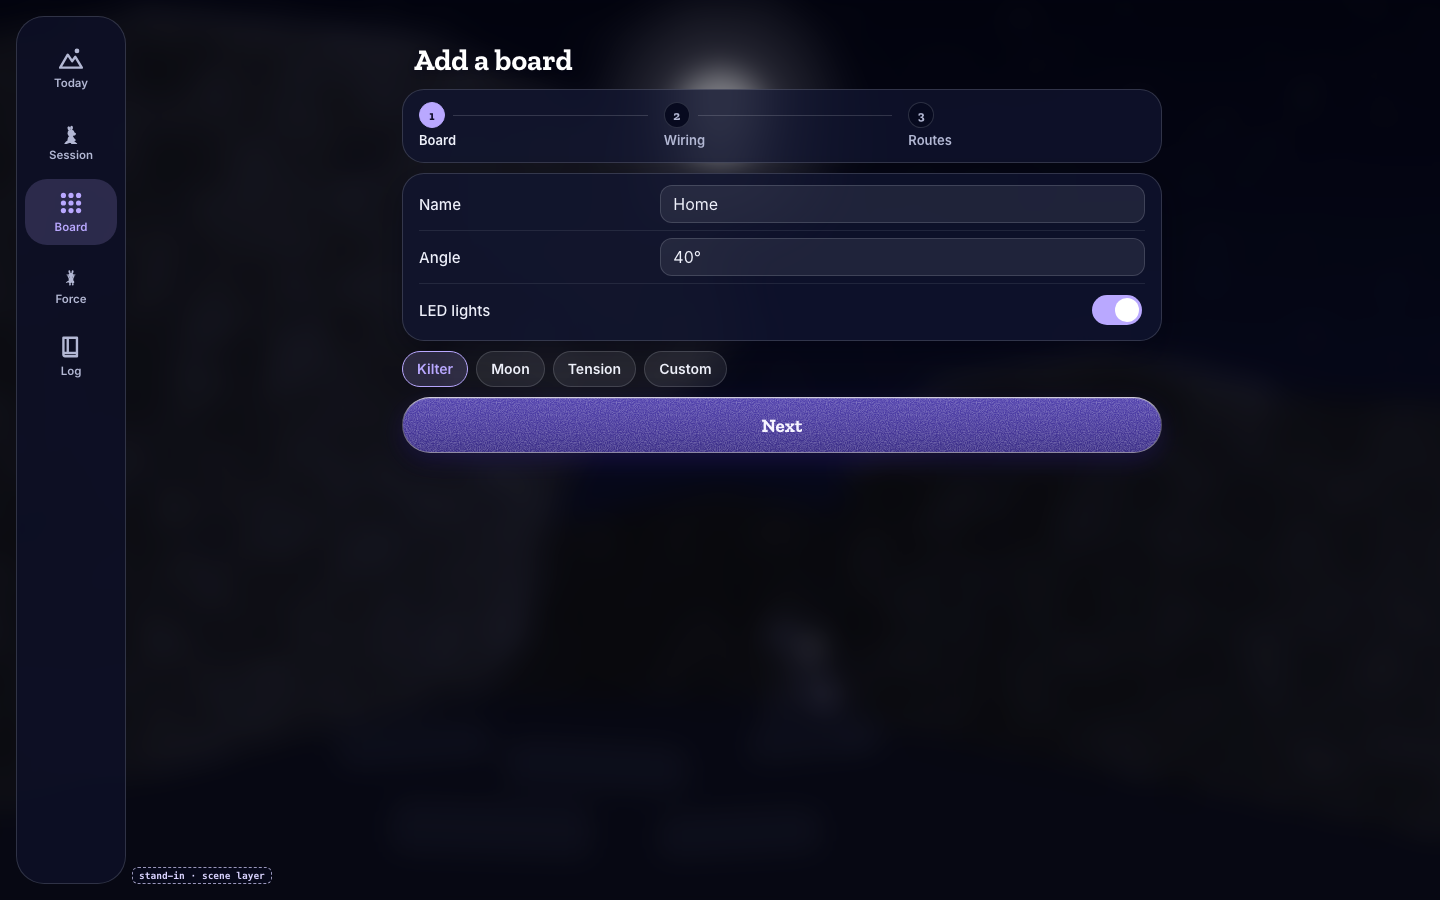 Today
Session
Board
Force
Log
Add a board
1
Board
2
Wiring
3
Routes
Name
Home
Angle
40°
LED lights
Kilter
Moon
Tension
Custom
Next
stand-in · scene layer